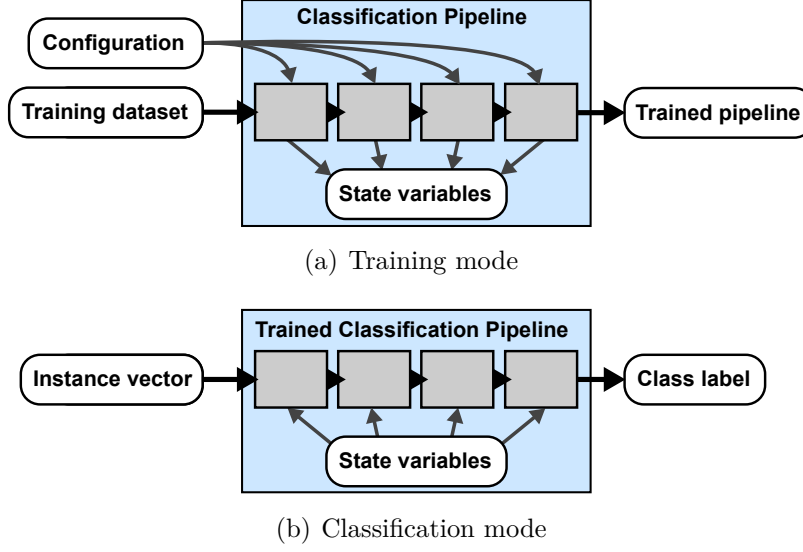 Classification Pipeline
Configuration
Training dataset
Trained pipeline
State variables
(a) Training mode
Trained Classification Pipeline
Instance vector
Class label
State variables
(b) Classification mode